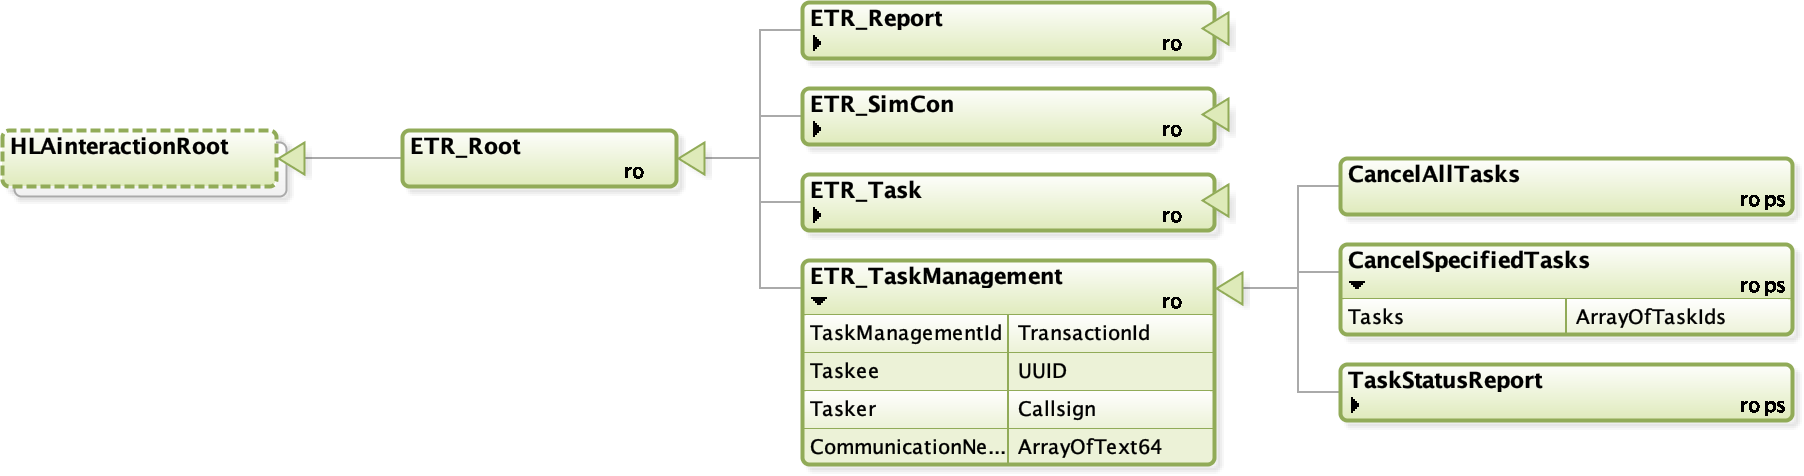 HLAinteractionRoot
ETR_Root
ro
ETR_Report
ro
ETR_SimCon
ro
ETR_Task
ro
ETR_TaskManagement
ro
TaskManagementId TransactionId
Taskee UUID
Tasker Callsign
CommunicationNe... ArrayOfText64
CancelAllTasks
ro ps
CancelSpecifiedTasks
ro ps
Tasks ArrayOfTaskIds
TaskStatusReport
ro ps